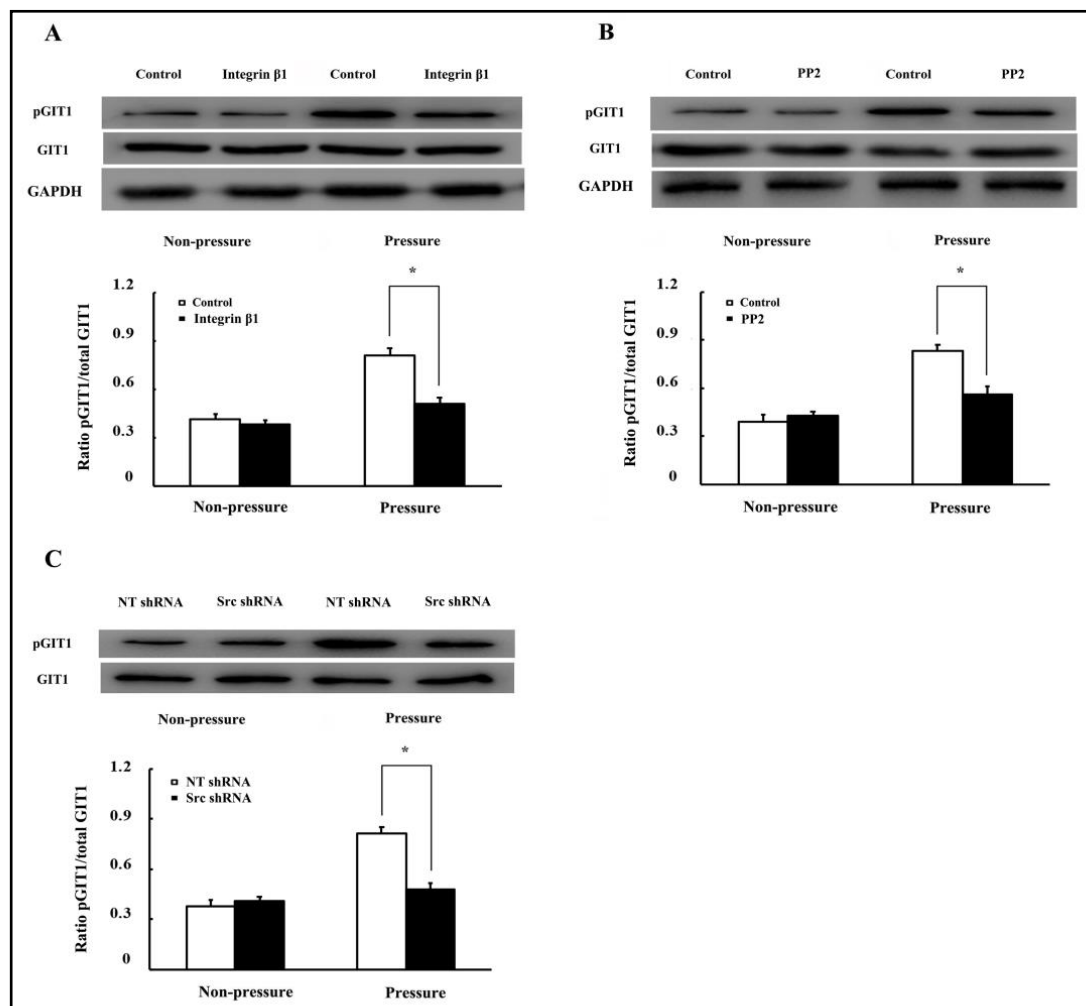 A
Control Integrin β1 Control Integrin β1
pGIT1
GIT1
GAPDH
Non-pressure Pressure
*
Ratio pGIT1/total GIT1
1.2
0.9
0.6
0.3
0
Control
Integrin β1
Non-pressure Pressure
B
Control PP2 Control PP2
pGIT1
GIT1
GAPDH
Non-pressure Pressure
*
Ratio pGIT1/total GIT1
1.2
0.9
0.6
0.3
0
Control
PP2
Non-pressure Pressure
C
NT shRNA Src shRNA NT shRNA Src shRNA
pGIT1
GIT1
Non-pressure Pressure
*
Ratio pGIT1/total GIT1
1.2
0.9
0.6
0.3
0
NT shRNA
Src shRNA
Non-pressure Pressure